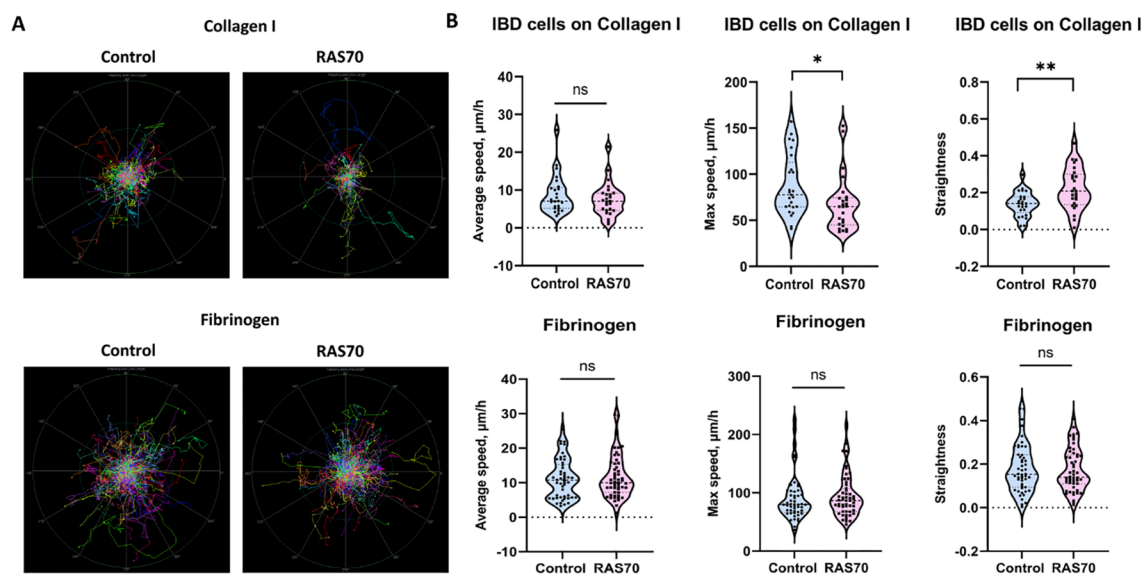 A
Collagen I
Control
RAS70
Fibrinogen
Control
RAS70
B
IBD cells on Collagen I
Average speed, µm/h
40
30
20
10
0
-10
ns
Control RAS70
IBD cells on Collagen I
Max speed, µm/h
200
150
100
50
0
*
Control RAS70
IBD cells on Collagen I
Straightness
0.8
0.6
0.4
0.2
0.0
-0.2
**
Control RAS70
Fibrinogen
Average speed, µm/h
40
30
20
10
0
-10
ns
Control RAS70
Fibrinogen
Max speed, µm/h
300
200
100
0
ns
Control RAS70
Fibrinogen
Straightness
0.6
0.4
0.2
0.0
-0.2
ns
Control RAS70